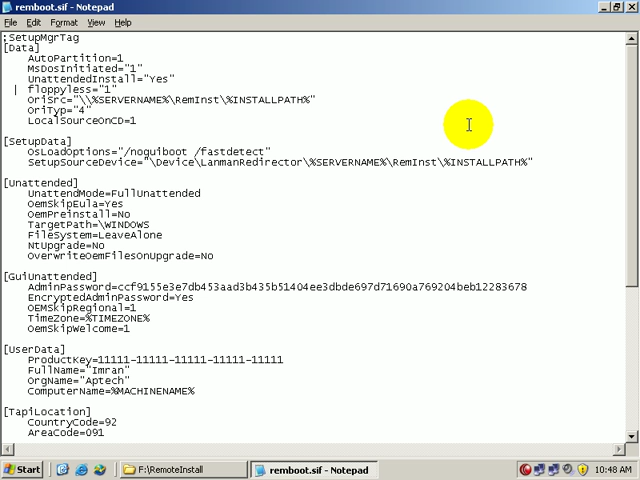 remboot.sif - Notepad
File Edit Format View Help
;SetupMgrTag
[Data]
AutoPartition=1
MsDosInitiated="1"
UnattendedInstall="Yes"
floppyless="1"
OriSrc="\\%SERVERNAME%\RemInst\%INSTALLPATH%"
OriTyp="4"
LocalSourceOnCD=1
[SetupData]
OsLoadOptions="/noguiboot /fastdetect"
SetupSourceDevice="\Device\LanmanRedirector\%SERVERNAME%\RemInst\%INSTALLPATH%"
[Unattended]
UnattendMode=FullUnattended
OemSkipEula=Yes
OemPreinstall=No
TargetPath=\WINDOWS
FileSystem=LeaveAlone
NtUpgrade=No
OverwriteOemFilesOnUpgrade=No
[GuiUnattended]
AdminPassword=ccf9155e3e7db453aad3b435b51404ee3dbde697d71690a769204beb12283678
EncryptedAdminPassword=Yes
OEMSkipRegional=1
TimeZone=%TIMEZONE%
OemSkipWelcome=1
[UserData]
ProductKey=11111-11111-11111-11111-11111
FullName="Imran"
OrgName="Aptech"
ComputerName=%MACHINENAME%
[TapiLocation]
CountryCode=92
AreaCode=091
Start F:\RemoteInstall remboot.sif - Notepad 10:48 AM